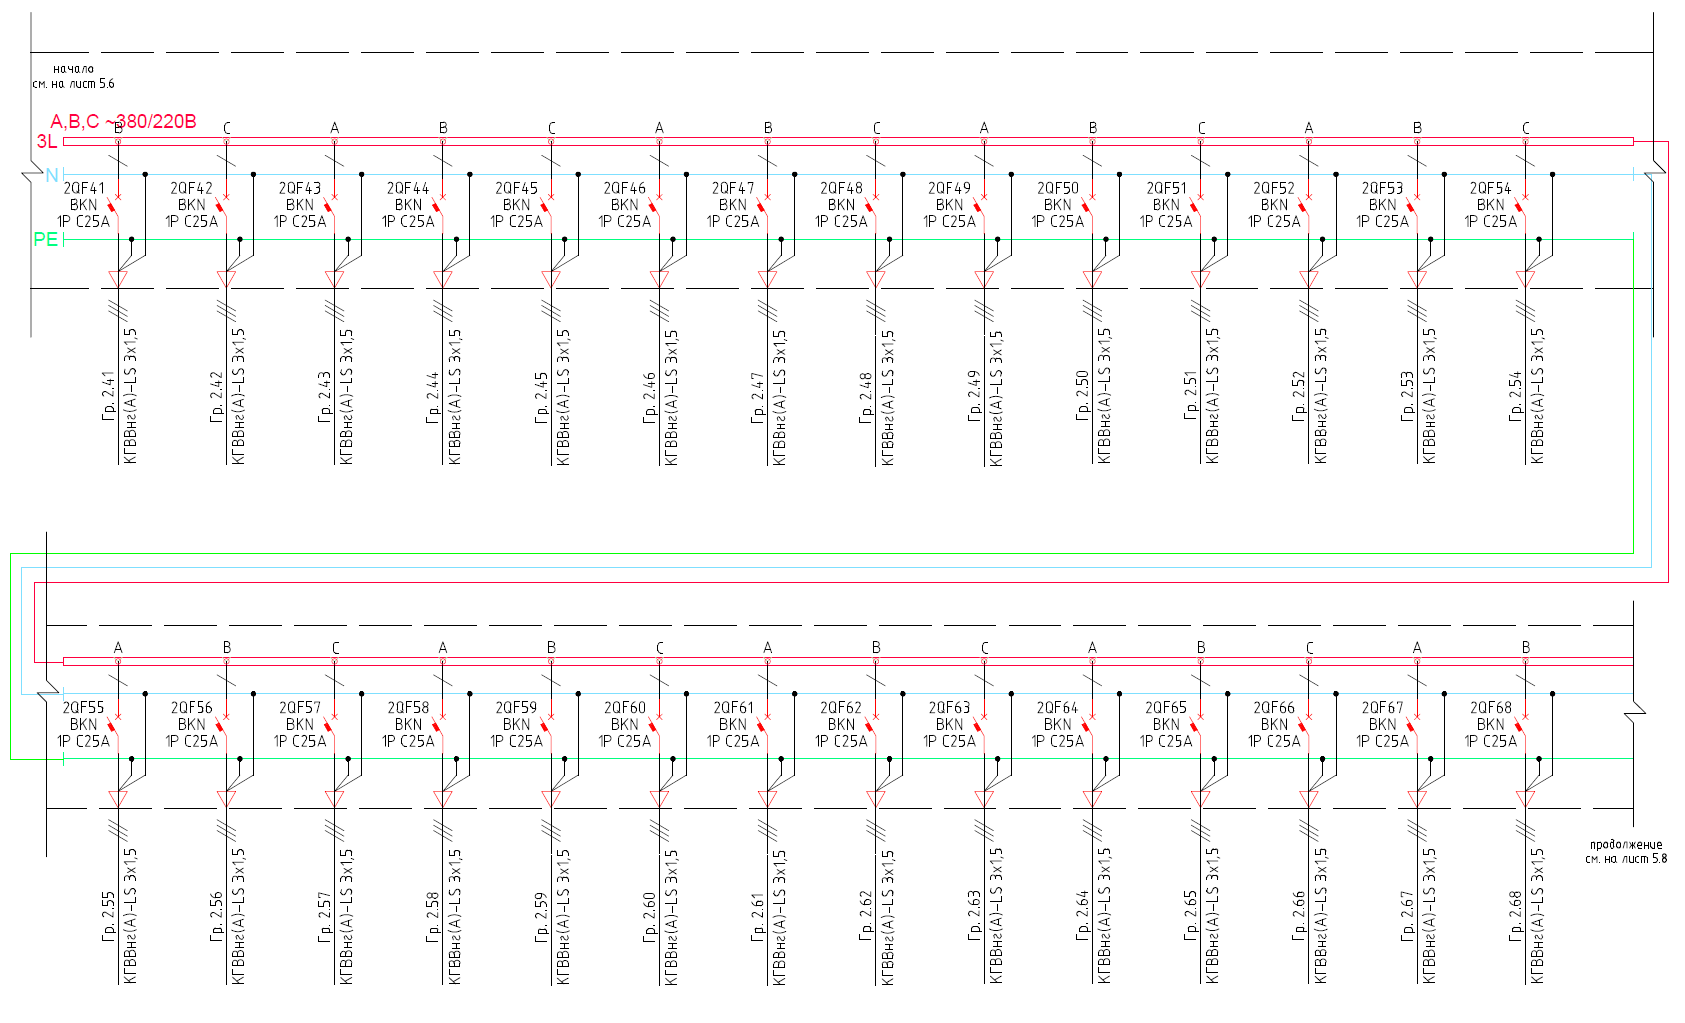 начало
см. на лист 5.6
A,B,C ~380/220В
B C A B C A B C A B C A B C
3L
N
2QF41 2QF42 2QF43 2QF44 2QF45 2QF46 2QF47 2QF48 2QF49 2QF50 2QF51 2QF52 2QF53 2QF54
BKN BKN BKN BKN BKN BKN BKN BKN BKN BKN BKN BKN BKN BKN
1P C25A 1P C25A 1P C25A 1P C25A 1P C25A 1P C25A 1P C25A 1P C25A 1P C25A 1P C25A 1P C25A 1P C25A 1P C25A 1P C25A
PE
Гр. 2.41
КГВВнг(А)-LS 3х1,5
Гр. 2.42
КГВВнг(А)-LS 3х1,5
Гр. 2.43
КГВВнг(А)-LS 3х1,5
Гр. 2.44
КГВВнг(А)-LS 3х1,5
Гр. 2.45
КГВВнг(А)-LS 3х1,5
Гр. 2.46
КГВВнг(А)-LS 3х1,5
Гр. 2.47
КГВВнг(А)-LS 3х1,5
Гр. 2.48
КГВВнг(А)-LS 3х1,5
Гр. 2.49
КГВВнг(А)-LS 3х1,5
Гр. 2.50
КГВВнг(А)-LS 3х1,5
Гр. 2.51
КГВВнг(А)-LS 3х1,5
Гр. 2.52
КГВВнг(А)-LS 3х1,5
Гр. 2.53
КГВВнг(А)-LS 3х1,5
Гр. 2.54
КГВВнг(А)-LS 3х1,5
A B C A B C A B C A B C A B
2QF55 2QF56 2QF57 2QF58 2QF59 2QF60 2QF61 2QF62 2QF63 2QF64 2QF65 2QF66 2QF67 2QF68
BKN BKN BKN BKN BKN BKN BKN BKN BKN BKN BKN BKN BKN BKN
1P C25A 1P C25A 1P C25A 1P C25A 1P C25A 1P C25A 1P C25A 1P C25A 1P C25A 1P C25A 1P C25A 1P C25A 1P C25A 1P C25A
Гр. 2.55
КГВВнг(А)-LS 3х1,5
Гр. 2.56
КГВВнг(А)-LS 3х1,5
Гр. 2.57
КГВВнг(А)-LS 3х1,5
Гр. 2.58
КГВВнг(А)-LS 3х1,5
Гр. 2.59
КГВВнг(А)-LS 3х1,5
Гр. 2.60
КГВВнг(А)-LS 3х1,5
Гр. 2.61
КГВВнг(А)-LS 3х1,5
Гр. 2.62
КГВВнг(А)-LS 3х1,5
Гр. 2.63
КГВВнг(А)-LS 3х1,5
Гр. 2.64
КГВВнг(А)-LS 3х1,5
Гр. 2.65
КГВВнг(А)-LS 3х1,5
Гр. 2.66
КГВВнг(А)-LS 3х1,5
Гр. 2.67
КГВВнг(А)-LS 3х1,5
Гр. 2.68
КГВВнг(А)-LS 3х1,5
продолжение
см. на лист 5.8